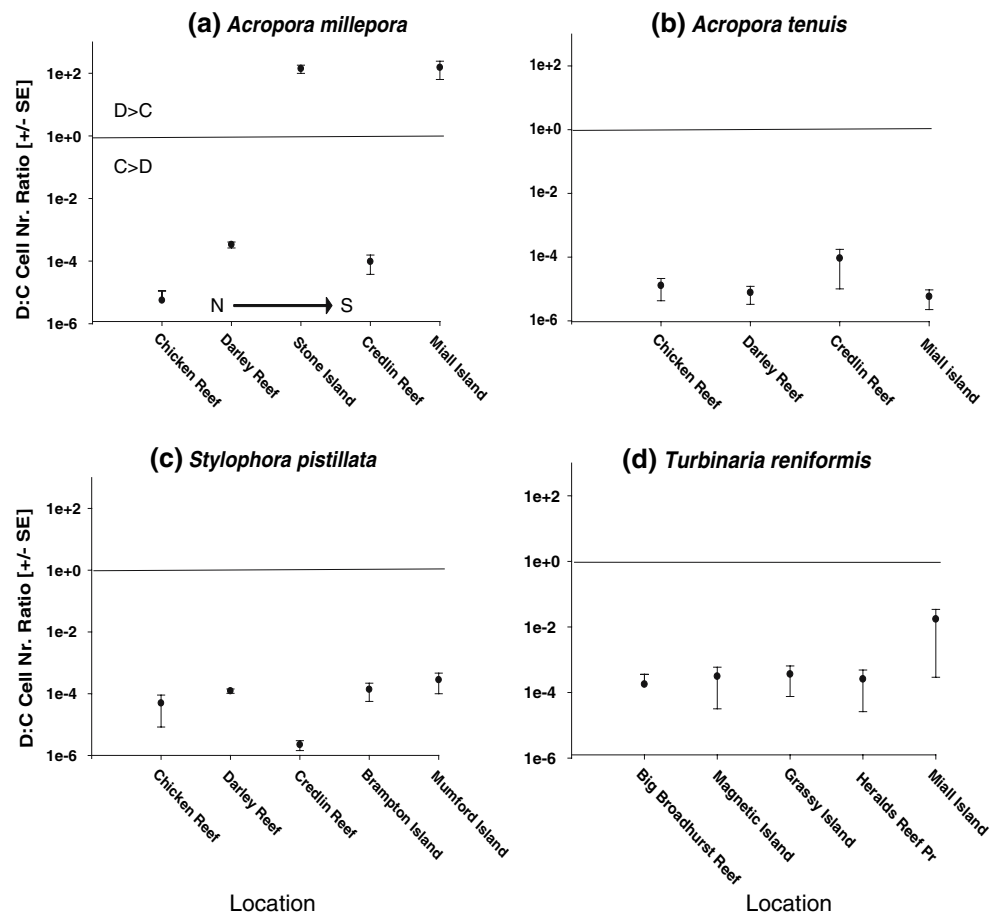 (a) Acropora millepora
D:C Cell Nr. Ratio [+/- SE]
1e+2
1e+0
1e-2
1e-4
1e-6
D>C
C>D
N S
Chicken Reef
Darley Reef
Stone Island
Credlin Reef
Miall Island
(b) Acropora tenuis
1e+2
1e+0
1e-2
1e-4
1e-6
Chicken Reef
Darley Reef
Credlin Reef
Miall island
(c) Stylophora pistillata
D:C Cell Nr. Ratio [+/- SE]
1e+2
1e+0
1e-2
1e-4
1e-6
Chicken Reef
Darley Reef
Credlin Reef
Brampton Island
Mumford Island
Location
(d) Turbinaria reniformis
1e+2
1e+0
1e-2
1e-4
1e-6
Big Broadhurst Reef
Magnetic Island
Grassy Island
Heralds Reef Pr
Miall Island
Location